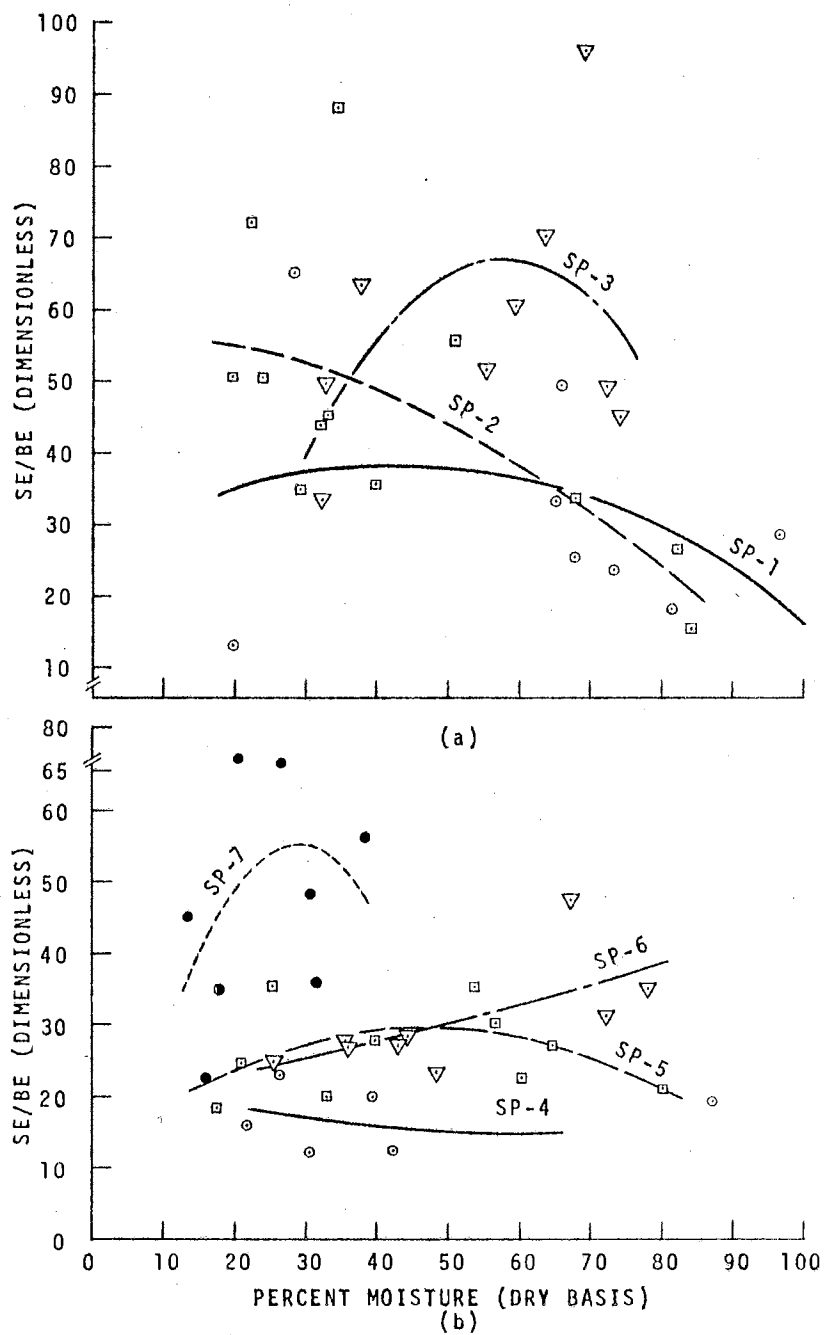 100
90
80
70
60
50
40
30
20
10
SE/BE (DIMENSIONLESS)
SP-3
SP-2
SP-1
(a)
80
65
60
50
40
30
20
10
0
SE/BE (DIMENSIONLESS)
SP-7
SP-6
SP-5
SP-4
0 10 20 30 40 50 60 70 80 90 100
PERCENT MOISTURE (DRY BASIS)
(b)